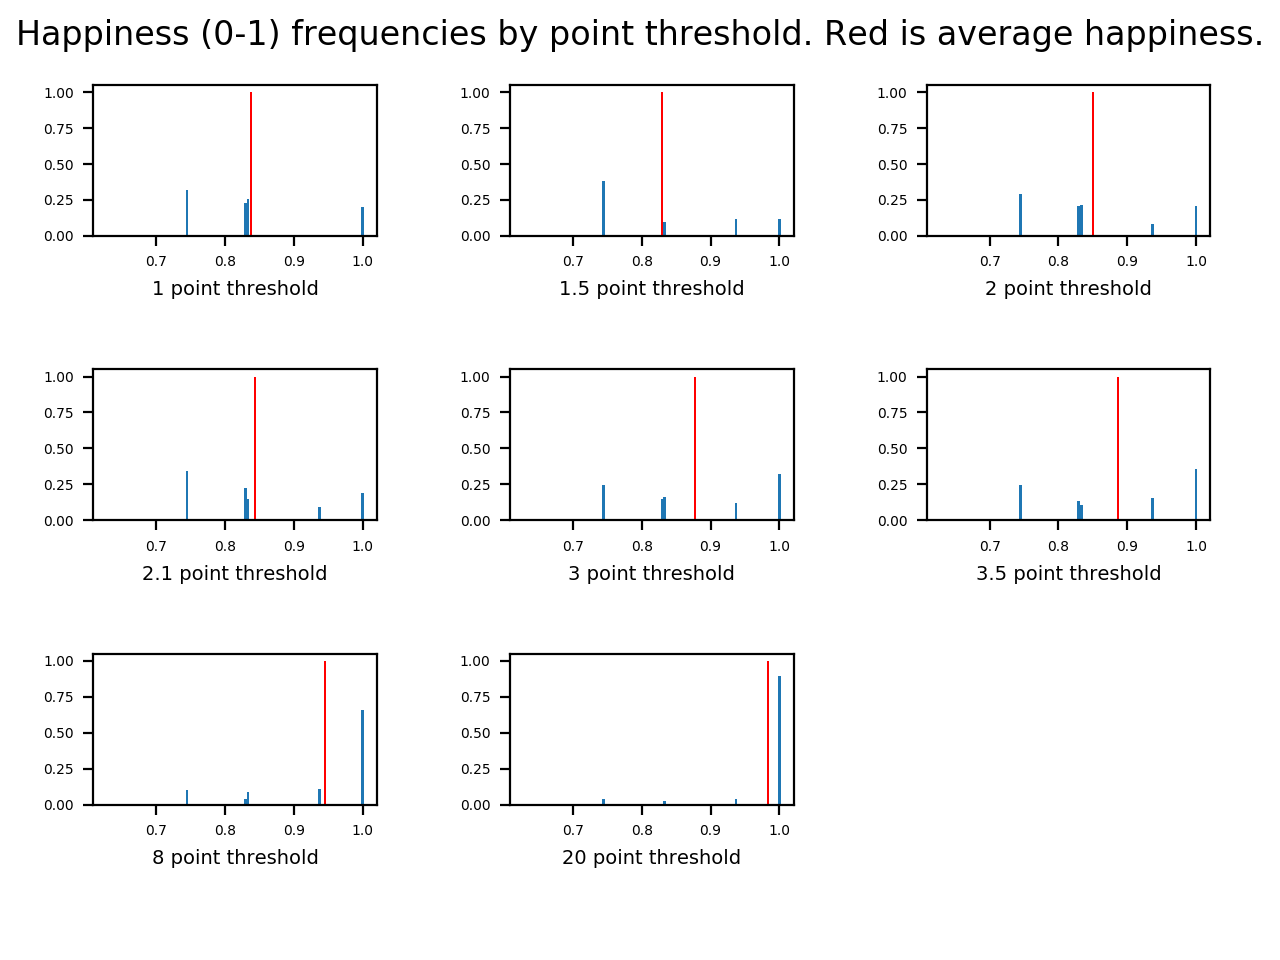 Happiness (0-1) frequencies by point threshold. Red is average happiness.
1.00 1.00 1.00
0.75 0.75 0.75
0.50 0.50 0.50
0.25 0.25 0.25
0.00 0.00 0.00
0.7 0.8 0.9 1.0 0.7 0.8 0.9 1.0 0.7 0.8 0.9 1.0
1 point threshold 1.5 point threshold 2 point threshold
1.00 1.00 1.00
0.75 0.75 0.75
0.50 0.50 0.50
0.25 0.25 0.25
0.00 0.00 0.00
0.7 0.8 0.9 1.0 0.7 0.8 0.9 1.0 0.7 0.8 0.9 1.0
2.1 point threshold 3 point threshold 3.5 point threshold
1.00 1.00
0.75 0.75
0.50 0.50
0.25 0.25
0.00 0.00
0.7 0.8 0.9 1.0 0.7 0.8 0.9 1.0
8 point threshold 20 point threshold